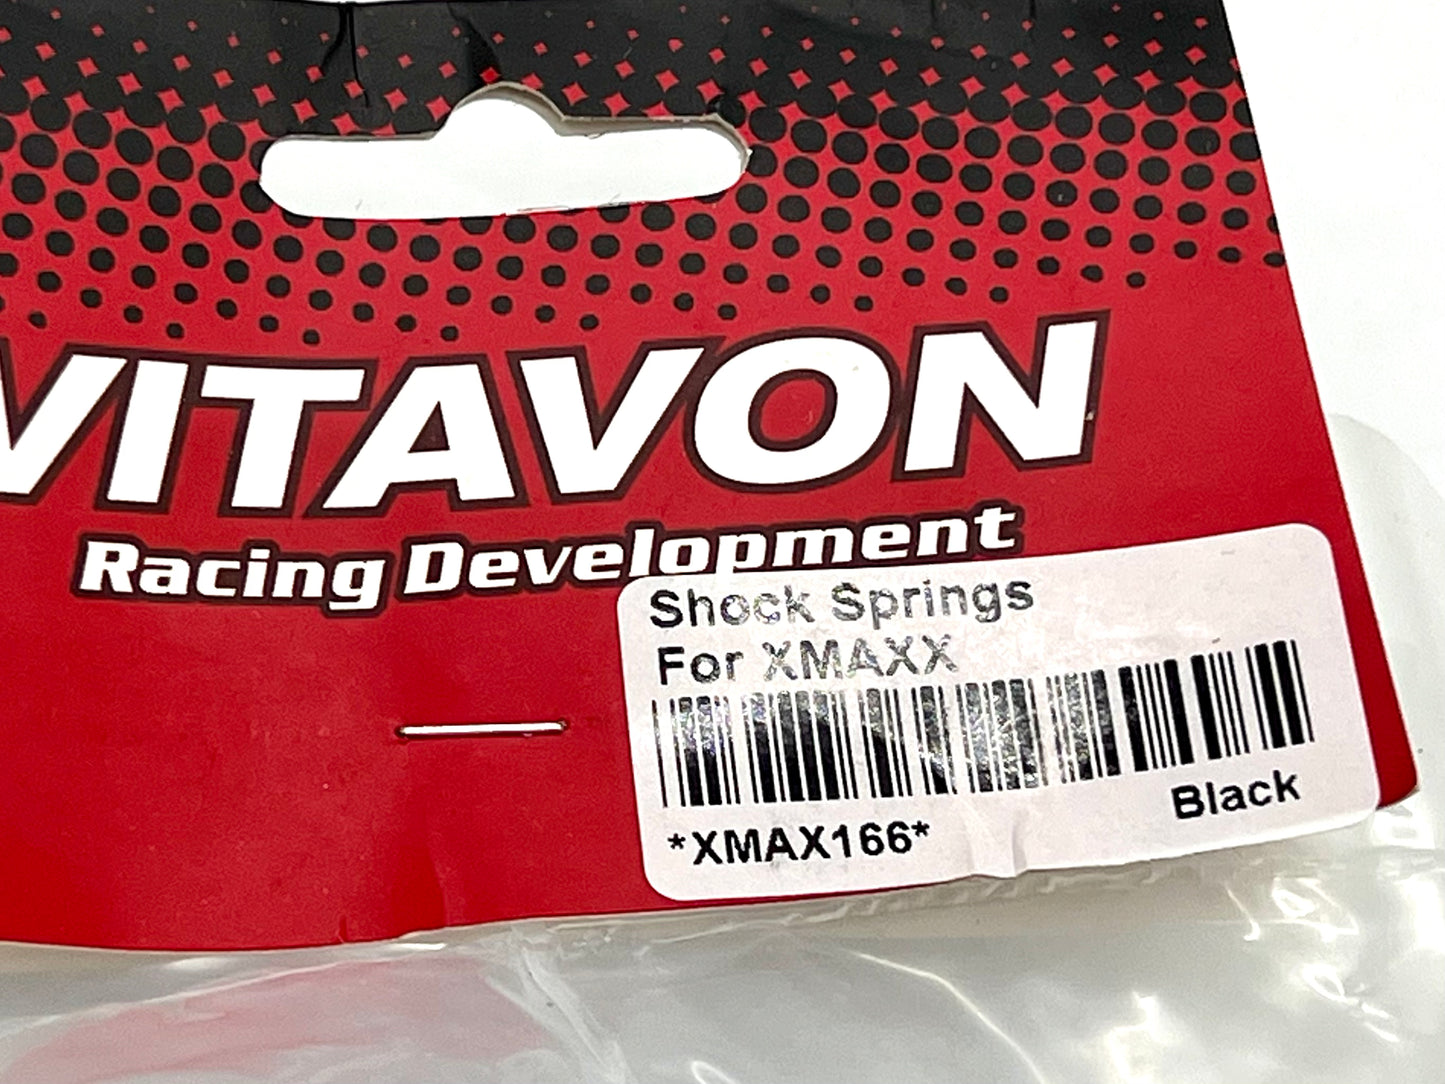 VITAVON
Racing Development
Shock Springs
For XMAXX
Black
*XMAX166*